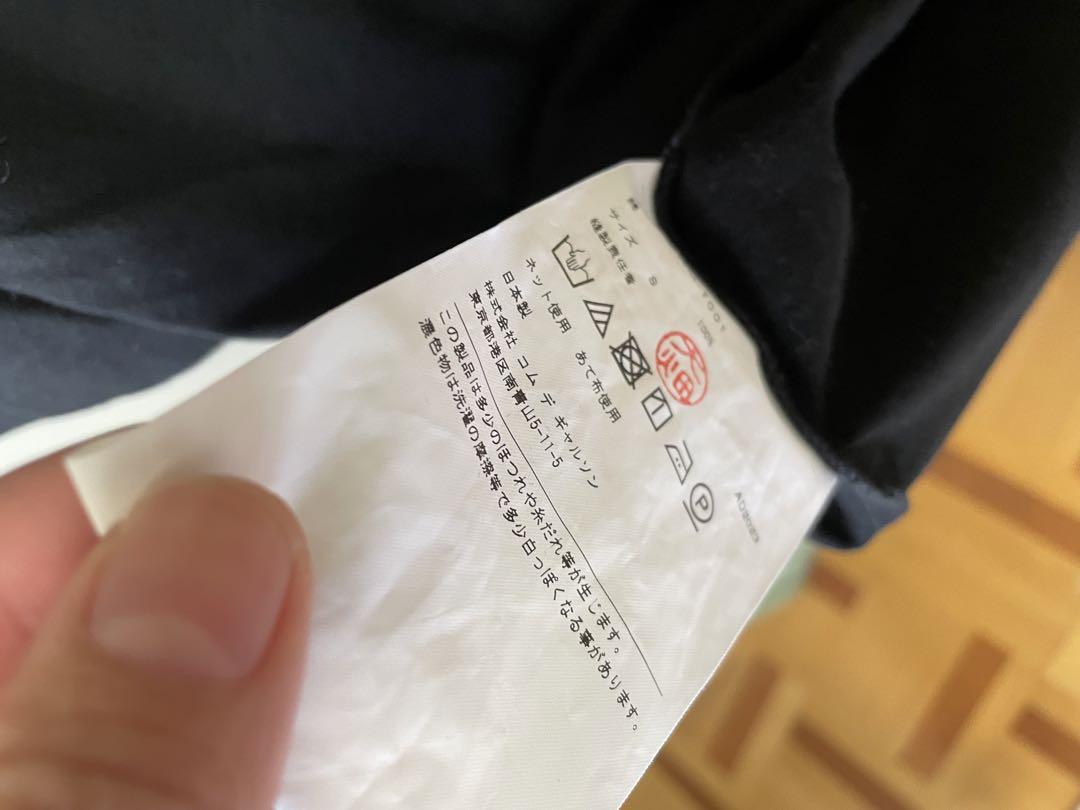 100%
サイズ S
縫製責任者
AD2023
P
ネット使用 あて布使用
日本製
株式会社 コム デ ギャルソン
東京都港区南青山5-11-5
この製品は多少のほつれや糸だれ等が生じます。
濃色物は洗濯の摩擦等で多少白っぽくなる事があります。